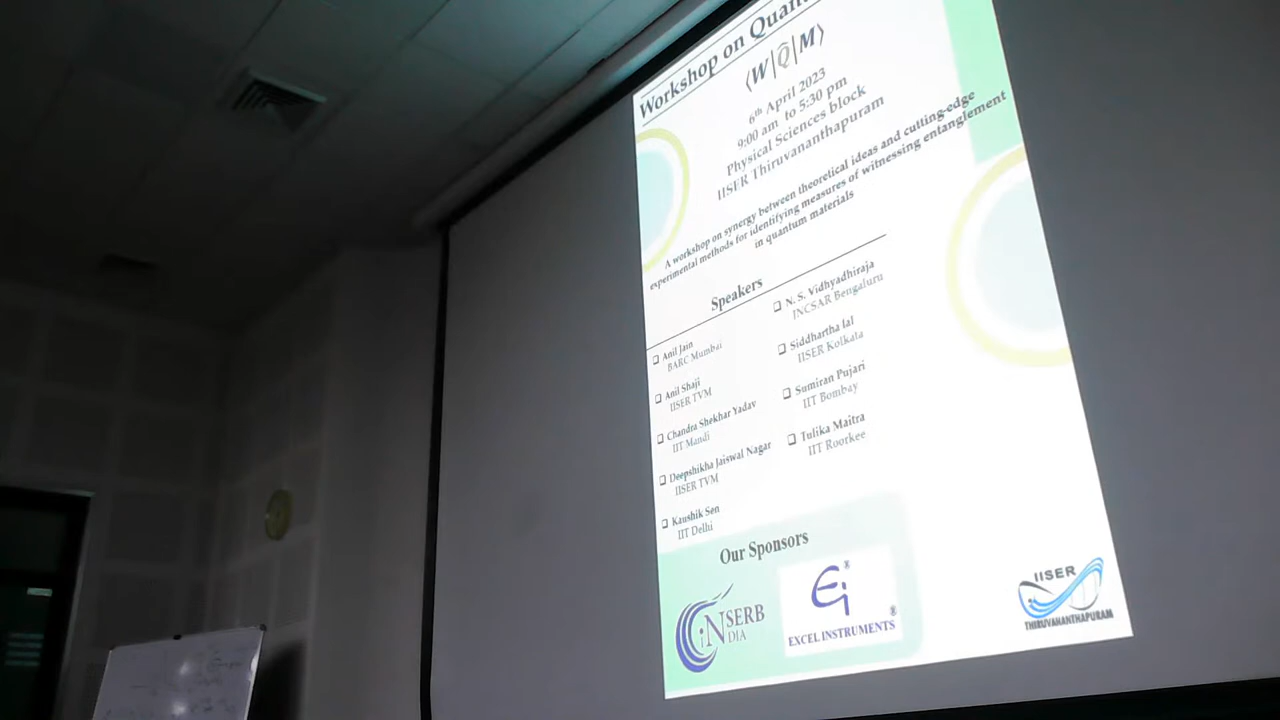 Workshop on Quan
⟨W|Q̂|M⟩
6th April 2023
9:00 am to 5:30 pm
Physical Sciences block
IISER Thiruvananthapuram
A workshop on synergy between theoretical ideas and cutting-edge
experimental methods for identifying measures of witnessing entanglement
in quantum materials
Speakers
❑ Anil Jain
BARC Mumbai
❑ Anil Shaji
IISER TVM
❑ Chandra Shekhar Yadav
IIT Mandi
❑ Deepshikha Jaiswal Nagar
IISER TVM
❑ Kaushik Sen
IIT Delhi
❑ N. S. Vidhyadhiraja
JNCSAR Bengaluru
❑ Siddhartha lal
IISER Kolkata
❑ Sumiran Pujari
IIT Bombay
❑ Tulika Maitra
IIT Roorkee
Our Sponsors
SERB
iNDIA
Ei®
EXCEL INSTRUMENTS®
IISER
THIRUVANANTHAPURAM